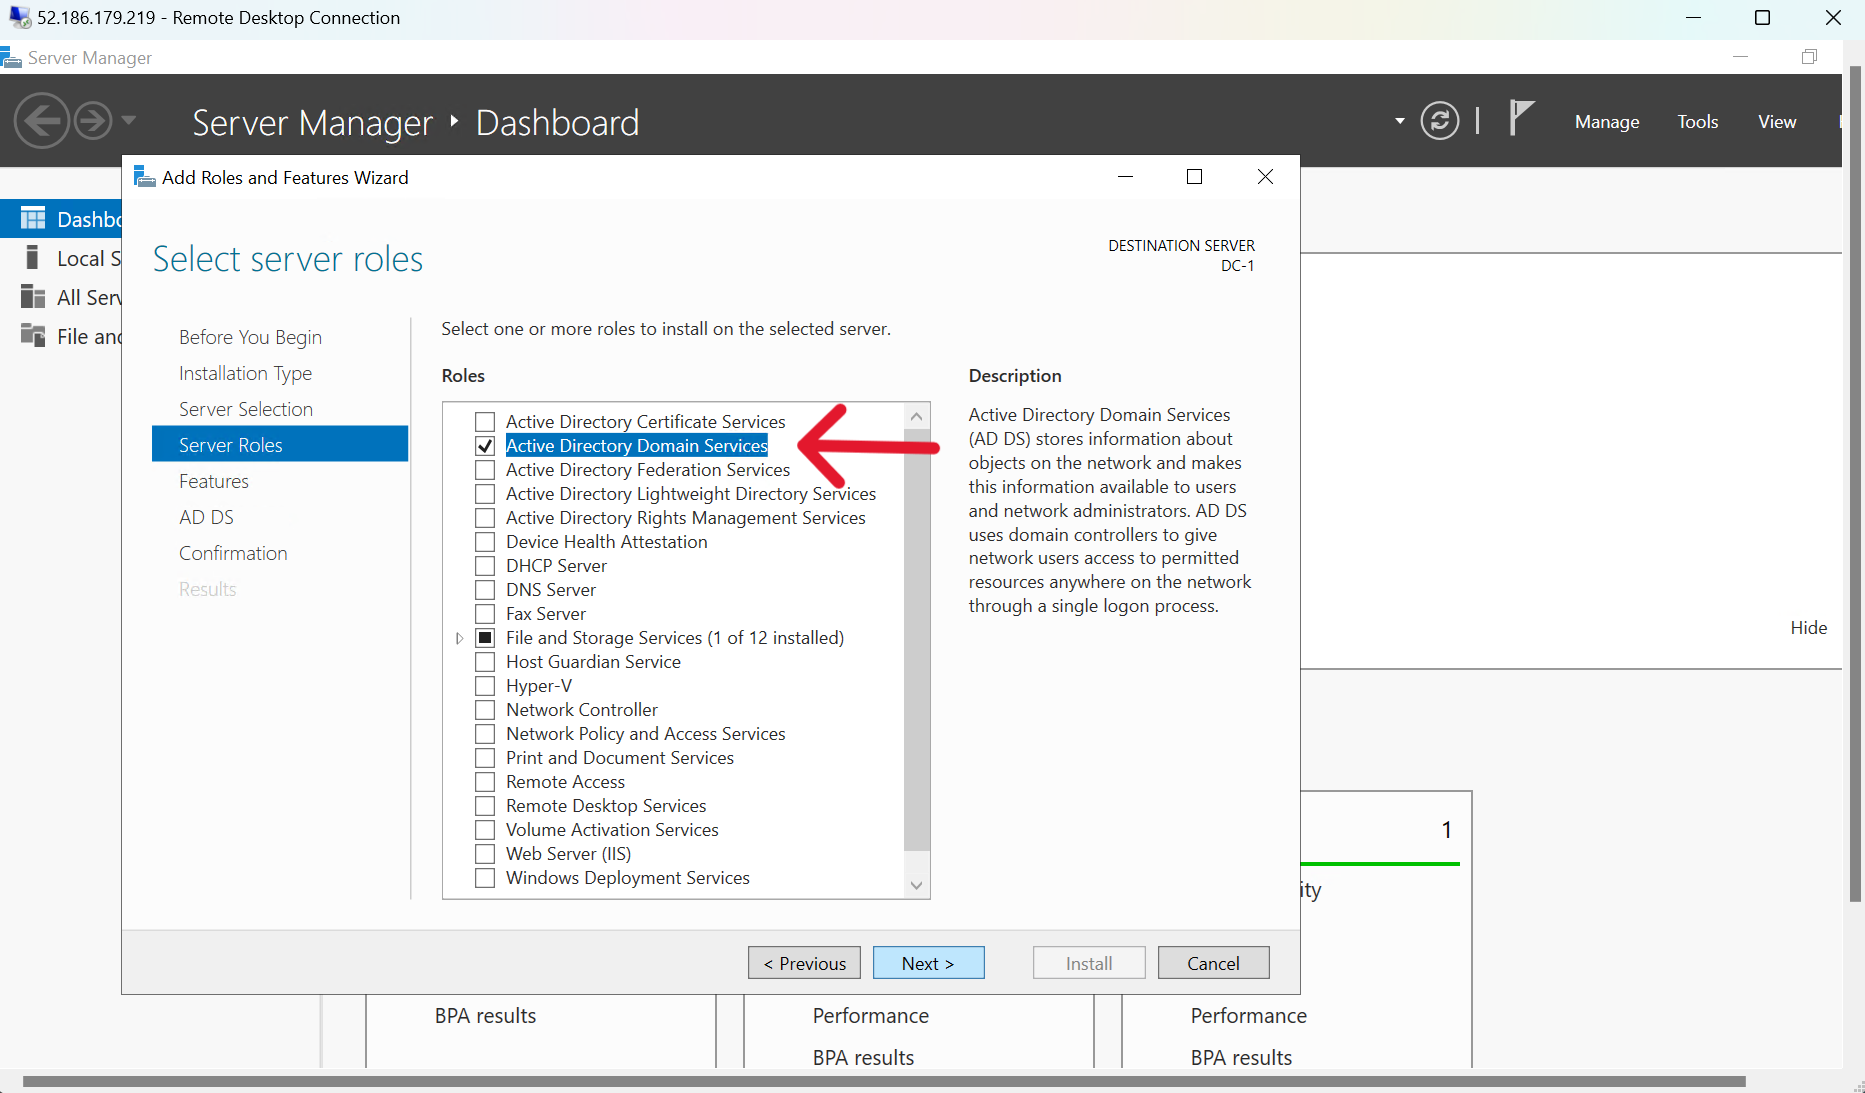 52.186.179.219 - Remote Desktop Connection
Server Manager
Server Manager
Dashboard
Manage
Tools
View
Add Roles and Features Wizard
Dashbo
Local S
All Serv
File and
Select server roles
DESTINATION SERVER
DC-1
Before You Begin
Installation Type
Server Selection
Server Roles
Features
AD DS
Confirmation
Results
Select one or more roles to install on the selected server.
Roles
Active Directory Certificate Services
Active Directory Domain Services
Active Directory Federation Services
Active Directory Lightweight Directory Services
Active Directory Rights Management Services
Device Health Attestation
DHCP Server
DNS Server
Fax Server
File and Storage Services (1 of 12 installed)
Host Guardian Service
Hyper-V
Network Controller
Network Policy and Access Services
Print and Document Services
Remote Access
Remote Desktop Services
Volume Activation Services
Web Server (IIS)
Windows Deployment Services
Description
Active Directory Domain Services
(AD DS) stores information about
objects on the network and makes
this information available to users
and network administrators. AD DS
uses domain controllers to give
network users access to permitted
resources anywhere on the network
through a single logon process.
Hide
1
ity
< Previous
Next >
Install
Cancel
BPA results
Performance
BPA results
Performance
BPA results